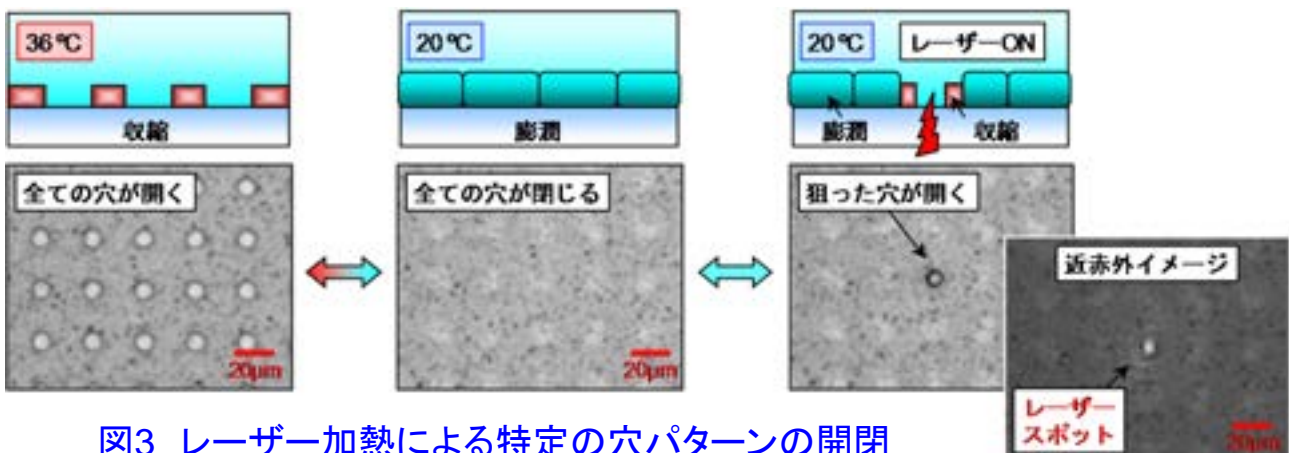 36℃
収縮
20℃
膨潤
20℃
レーザーON
膨潤
収縮
全ての穴が開く
20μm
全ての穴が閉じる
20μm
狙った穴が開く
近赤外イメージ
レーザー
スポット
20μm
図3 レーザー加熱による特定の穴パターンの開閉